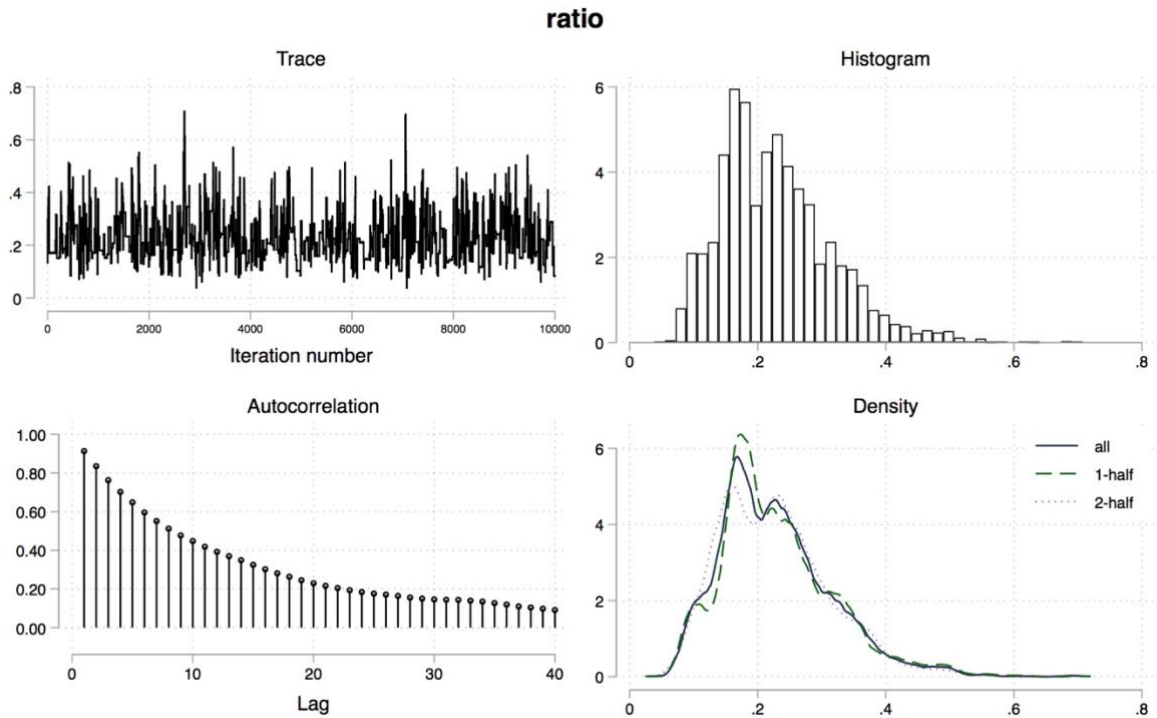 ratio
Trace
.8
.6
.4
.2
0
0 2000 4000 6000 8000 10000
Iteration number
Histogram
6
4
2
0
0 .2 .4 .6 .8
Autocorrelation
1.00
0.80
0.60
0.40
0.20
0.00
0 10 20 30 40
Lag
Density
all
1-half
2-half
6
4
2
0
0 .2 .4 .6 .8